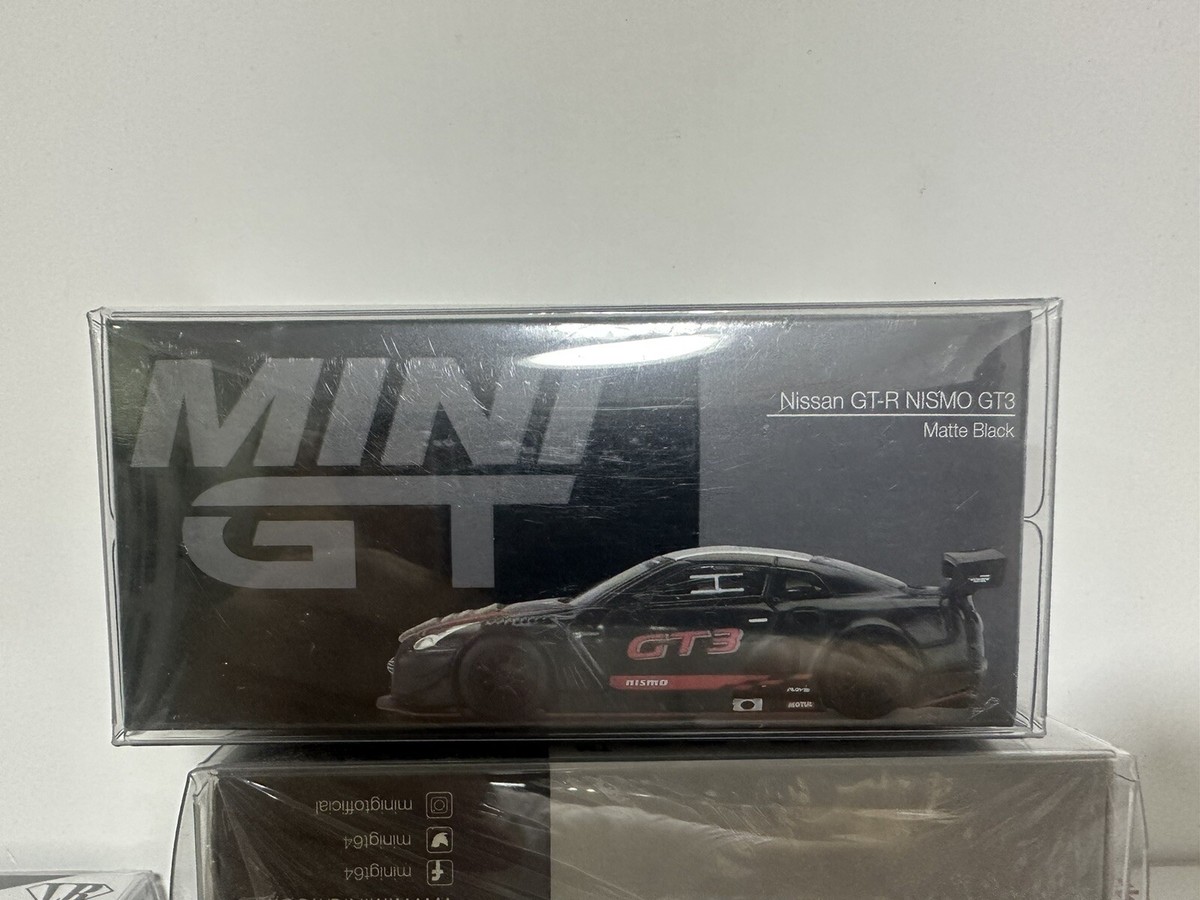 MINI
GT
Nissan GT-R NISMO GT3
Matte Black
GT3
nismo
MOTUL
minigtofficial
minigt64
minigt64